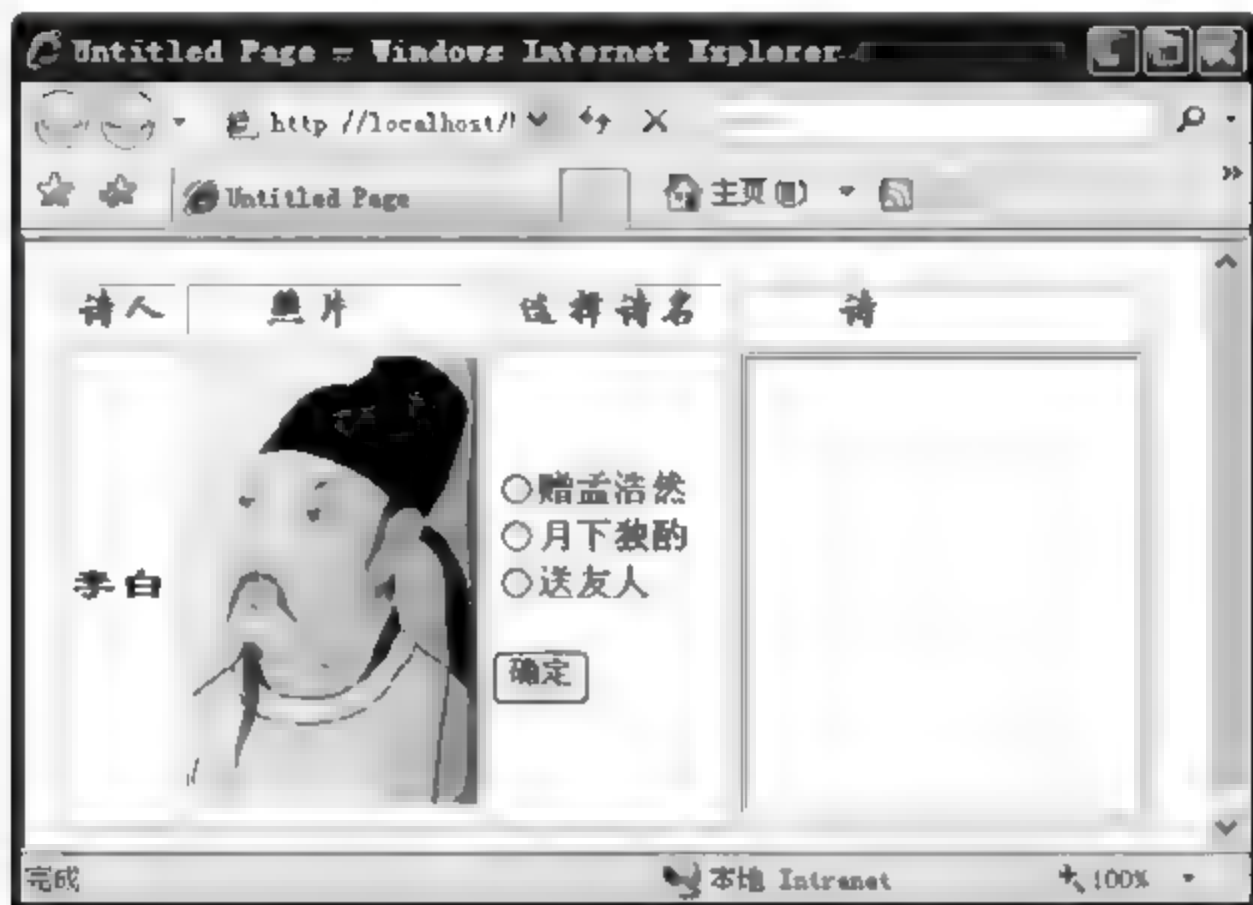 Untitled Page - Windows Internet Explorer
http //localhost/
Untitled Page
主页
诗人 照片 选择诗名 诗
李白
赠孟浩然
月下独酌
送友人
确定
完成 本地 Intranet 100%